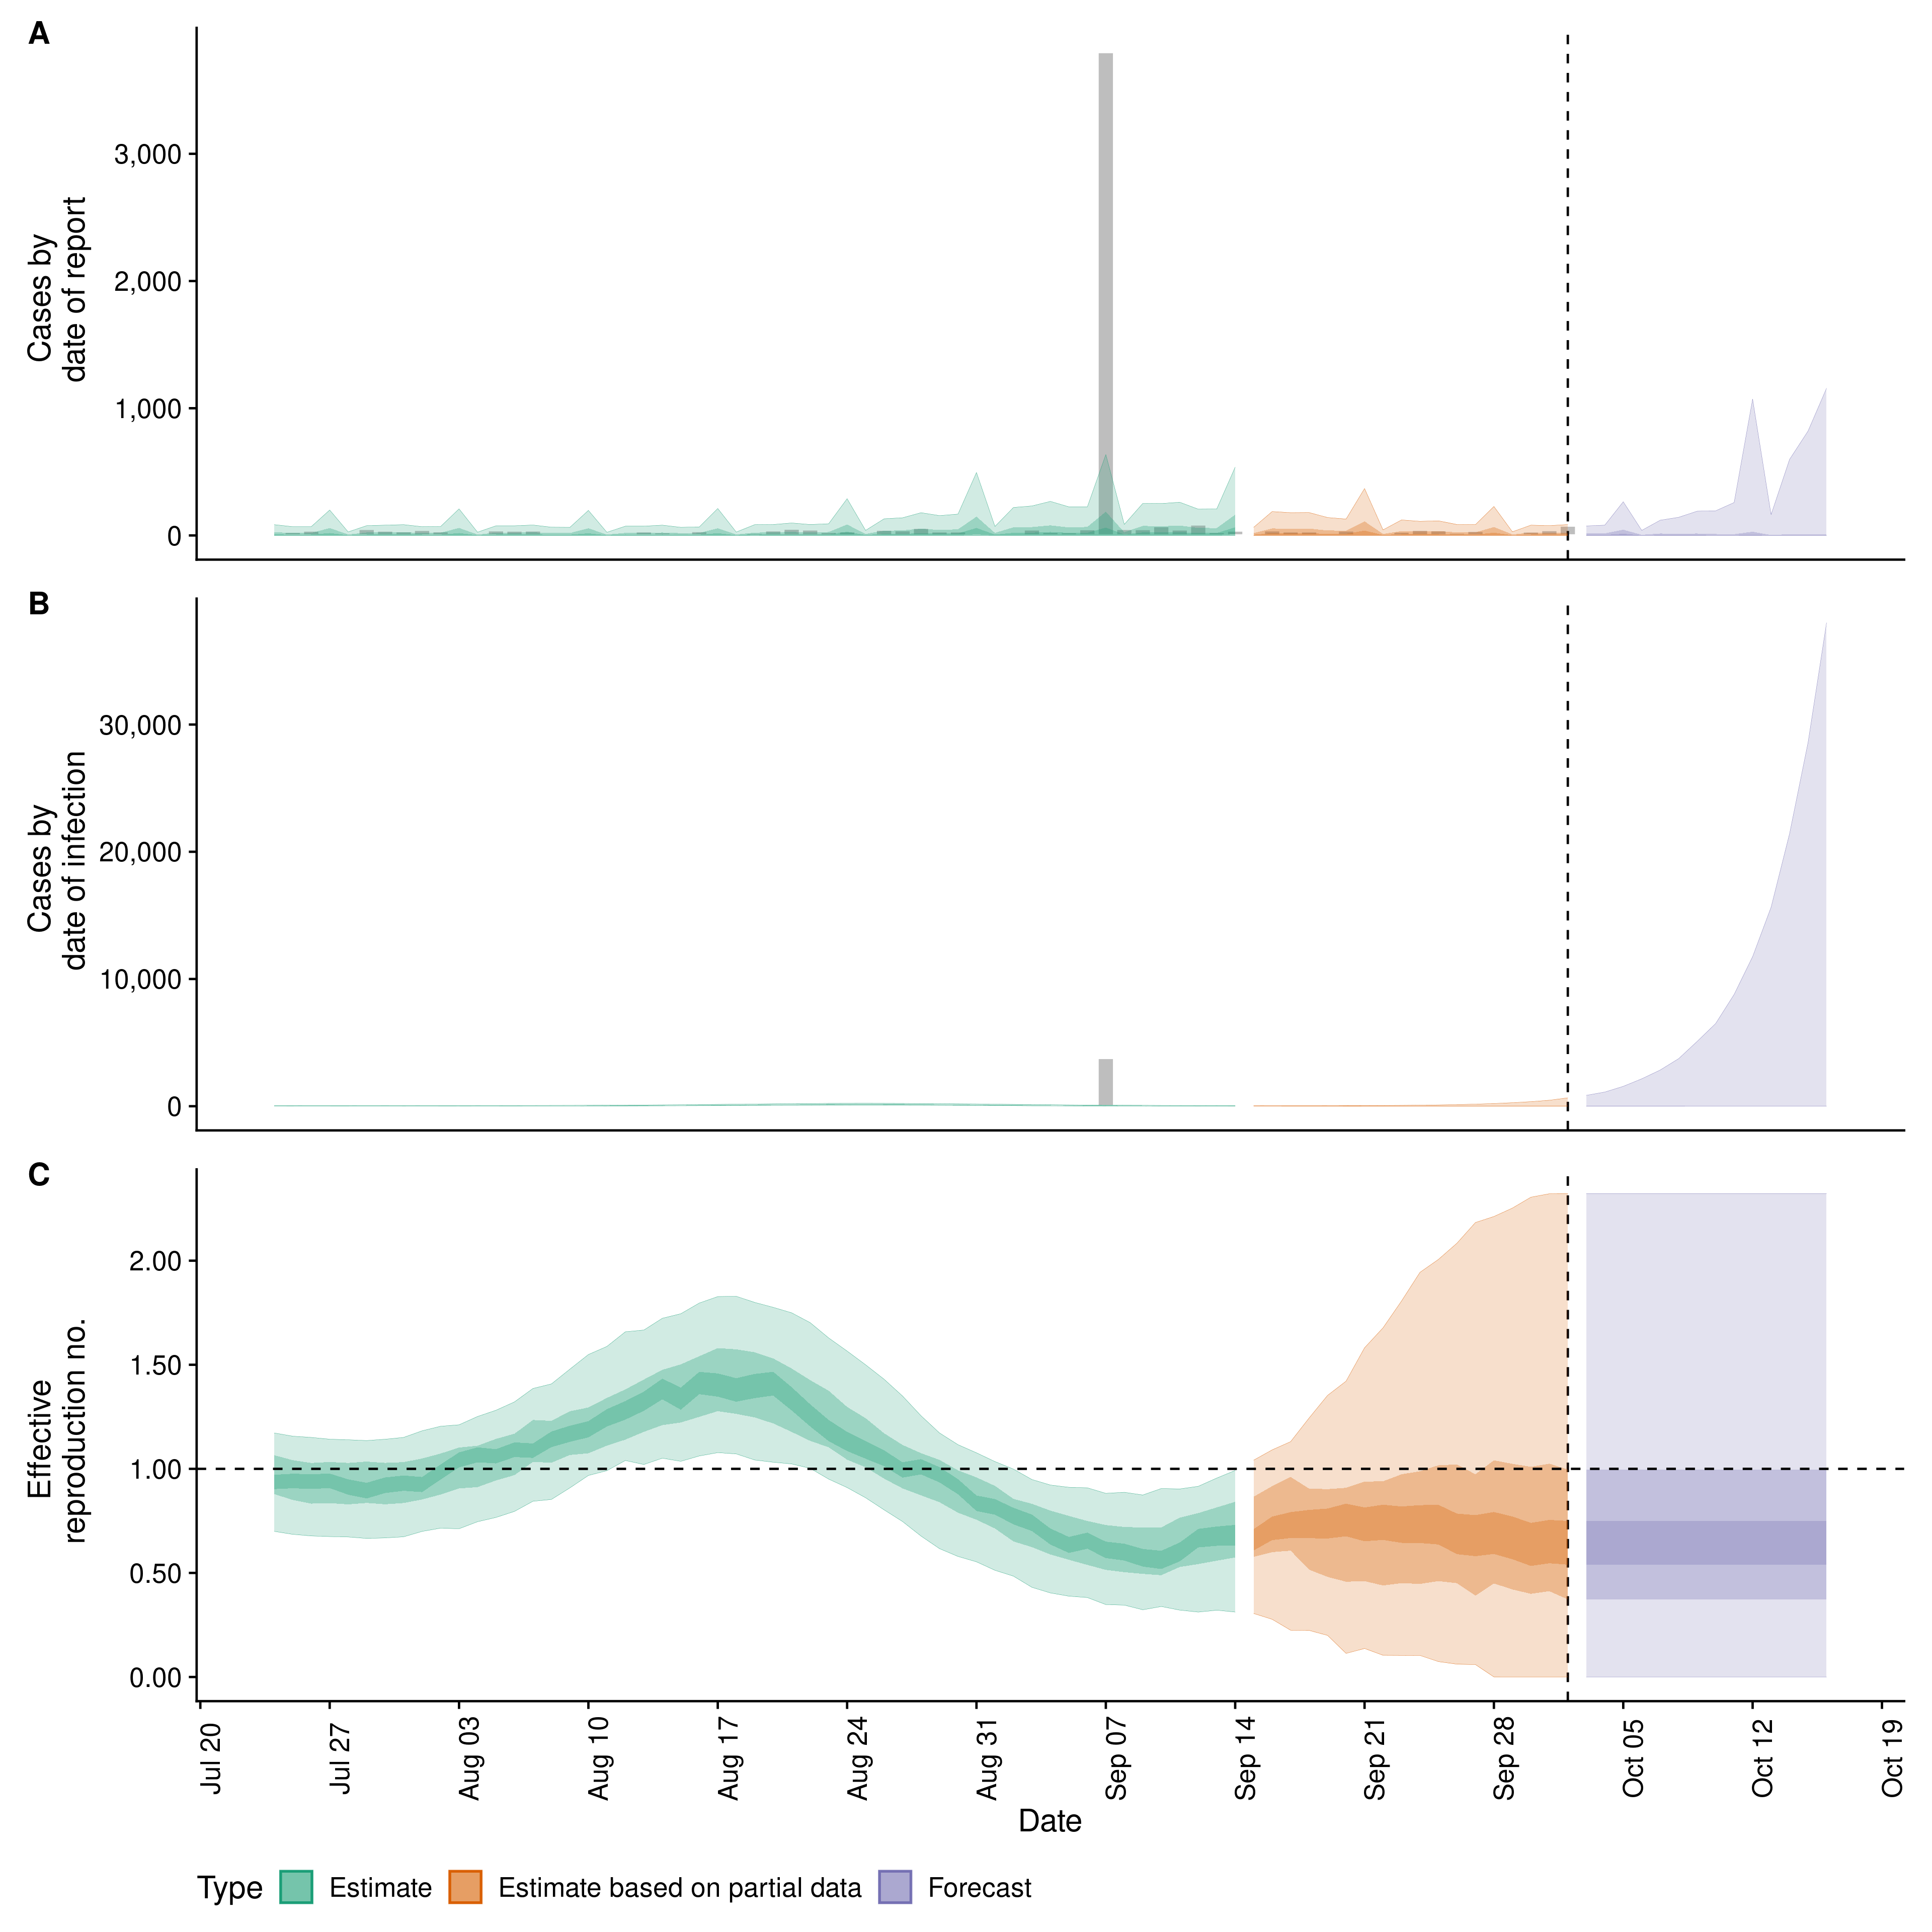 A
Cases by
date of report
3,000
2,000
1,000
0
B
Cases by
date of infection
30,000
20,000
10,000
0
C
Effective
reproduction no.
2.00
1.50
1.00
0.50
0.00
Jul 20
Jul 27
Aug 03
Aug 10
Aug 17
Aug 24
Aug 31
Sep 07
Sep 14
Sep 21
Sep 28
Oct 05
Oct 12
Oct 19
Date
Type Estimate Estimate based on partial data Forecast